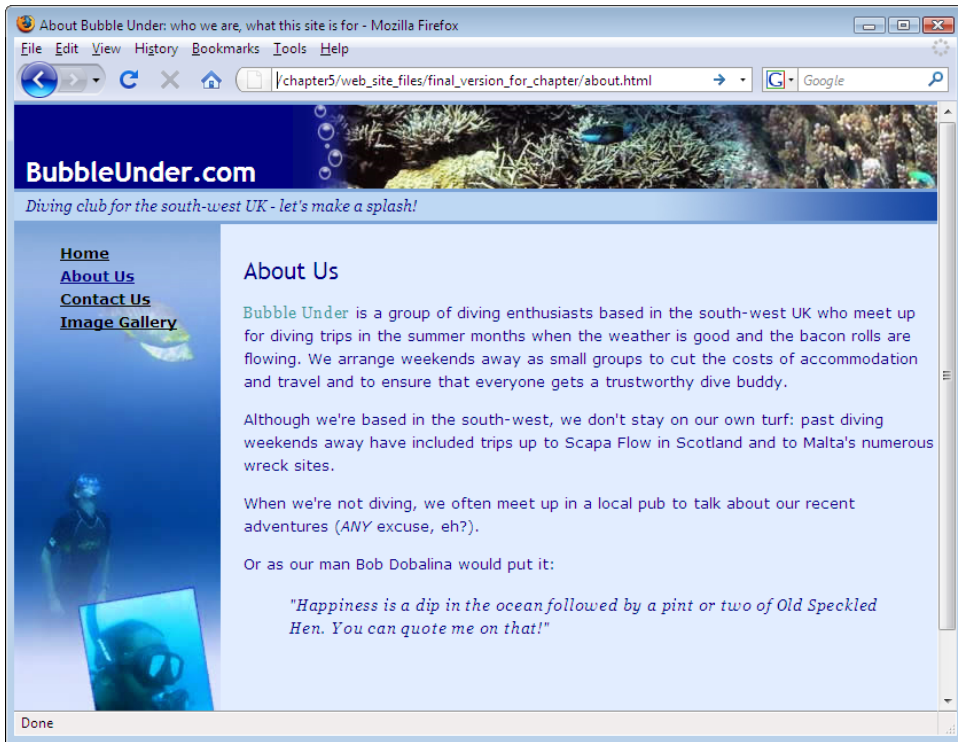 About Bubble Under: who we are, what this site is for - Mozilla Firefox
File Edit View History Bookmarks Tools Help
/chapter5/web_site_files/final_version_for_chapter/about.html
G
Google
BubbleUnder.com
Diving club for the south-west UK - let's make a splash!
Home
About Us
Contact Us
Image Gallery
About Us
Bubble Under is a group of diving enthusiasts based in the south-west UK who meet up
for diving trips in the summer months when the weather is good and the bacon rolls are
flowing. We arrange weekends away as small groups to cut the costs of accommodation
and travel and to ensure that everyone gets a trustworthy dive buddy.
Although we're based in the south-west, we don't stay on our own turf: past diving
weekends away have included trips up to Scapa Flow in Scotland and to Malta's numerous
wreck sites.
When we're not diving, we often meet up in a local pub to talk about our recent
adventures (ANY excuse, eh?).
Or as our man Bob Dobalina would put it:
"Happiness is a dip in the ocean followed by a pint or two of Old Speckled
Hen. You can quote me on that!"
Done